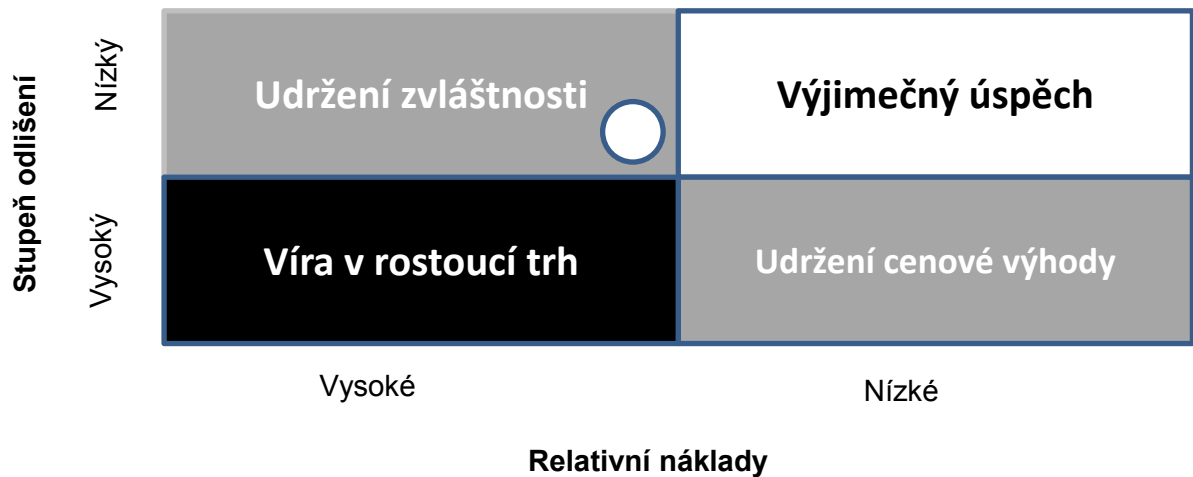 Stupeň odlišení
Nízký
Vysoký
Udržení zvláštnosti
Výjimečný úspěch
Víra v rostoucí trh
Udržení cenové výhody
Vysoké
Nízké
Relativní náklady